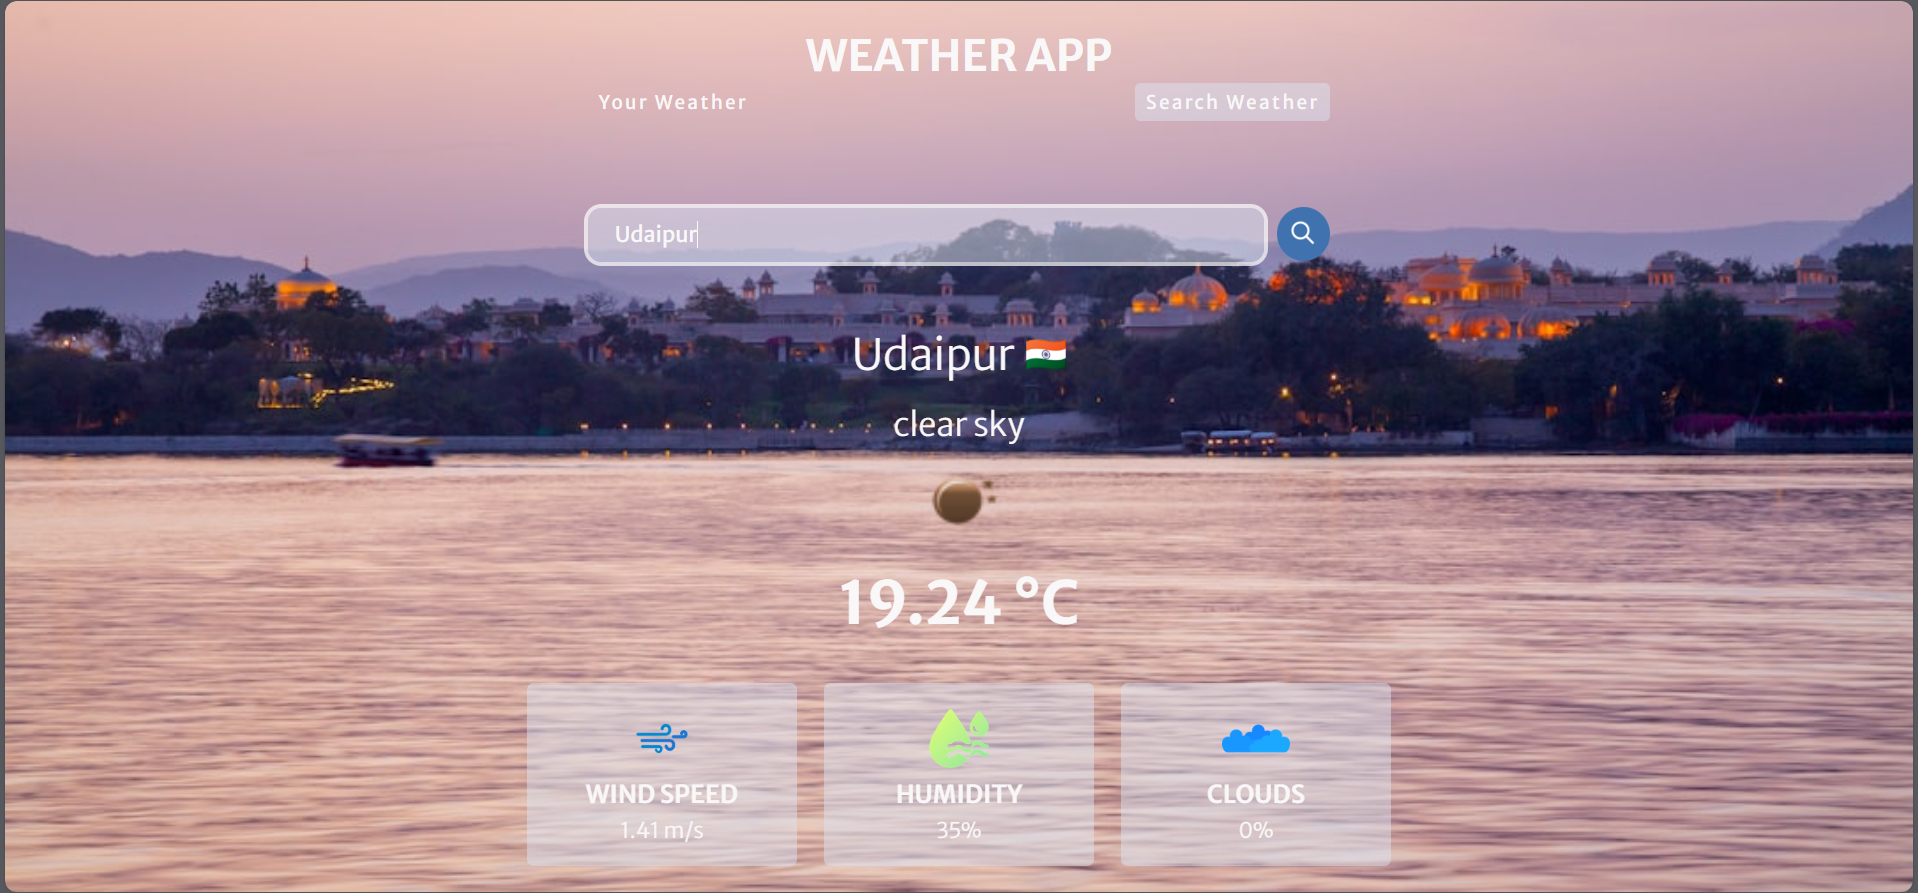 WEATHER APP
Your Weather
Search Weather
Udaipur
Udaipur
clear sky
19.24 °C
WIND SPEED
1.41 m/s
HUMIDITY
35%
CLOUDS
0%